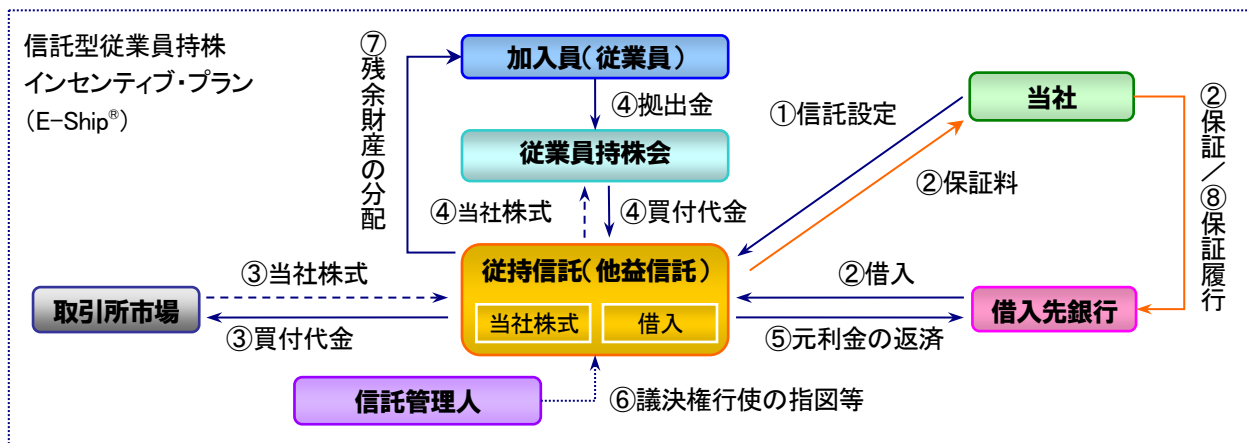 信託型従業員持株
インセンティブ・プラン
(E-Ship®)
⑦残余財産の分配
加入員(従業員)
④拠出金
従業員持株会
④当社株式
④買付代金
①信託設定
当社
②保証料
②保証/⑧保証履行
従持信託(他益信託)
当社株式
借入
③当社株式
取引所市場
③買付代金
②借入
借入先銀行
⑤元利金の返済
信託管理人
⑥議決権行使の指図等